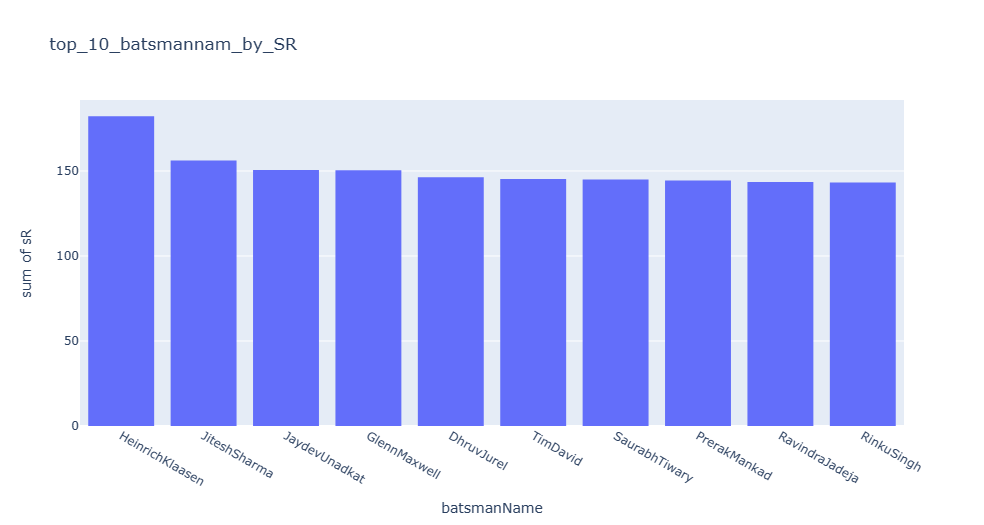 top_10_batsmannam_by_SR
sum of sR
150
100
50
0
HeinrichKlaasen
JiteshSharma
JaydevUnadkat
GlennMaxwell
DhruvJurel
TimDavid
SaurabhTiwary
PrerakMankad
RavindraJadeja
RinkuSingh
batsmanName